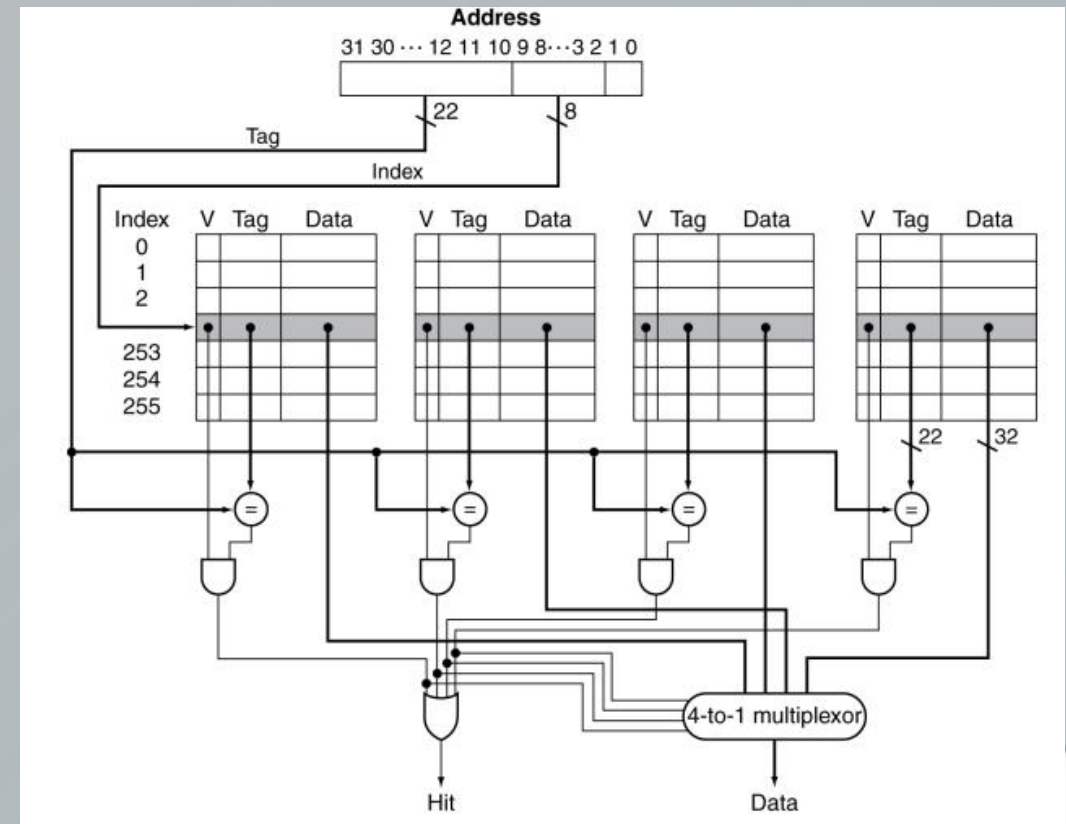 Address
31 30 ··· 12 11 10 9 8···3 2 1 0
22
8
Tag
Index
Index V Tag Data V Tag Data V Tag Data V Tag Data
0
1
2
253
254
255
22 32
= = = =
4-to-1 multiplexor
Hit Data